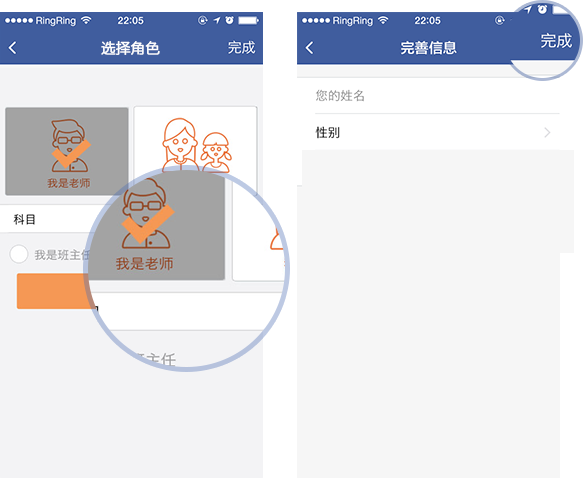 RingRing 22:05
选择角色 完成
我是老师
科目
我是班主任
我是老师
主任
RingRing 22:05
完善信息 完成
您的姓名
性别